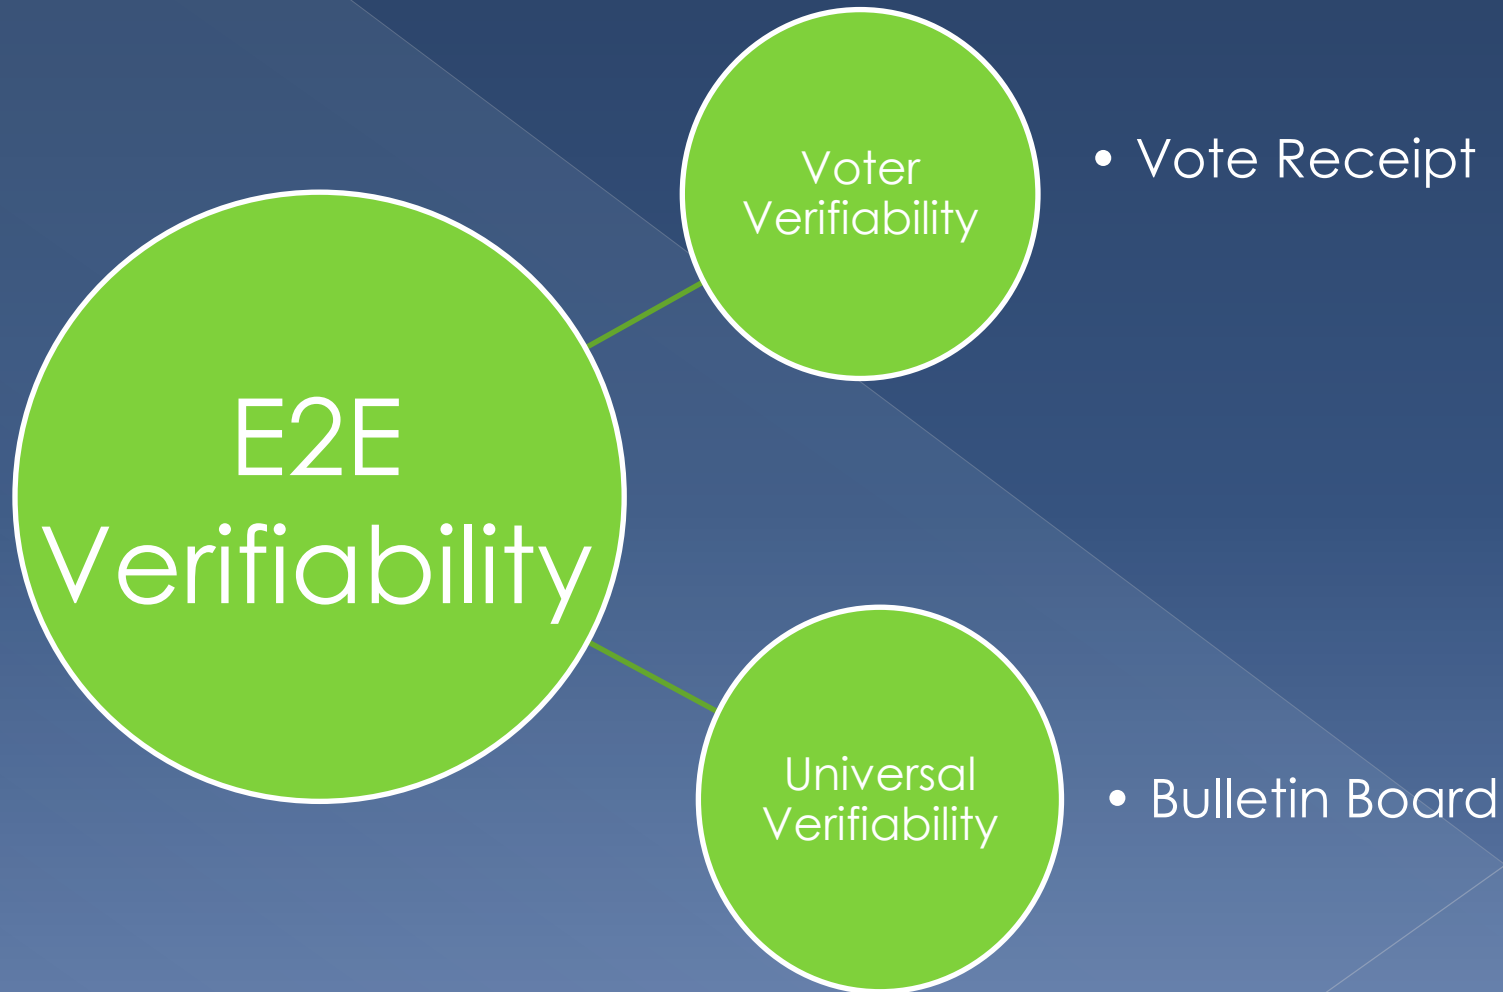 E2E
Verifiability
Voter
Verifiability
• Vote Receipt
Universal
Verifiability
• Bulletin Board